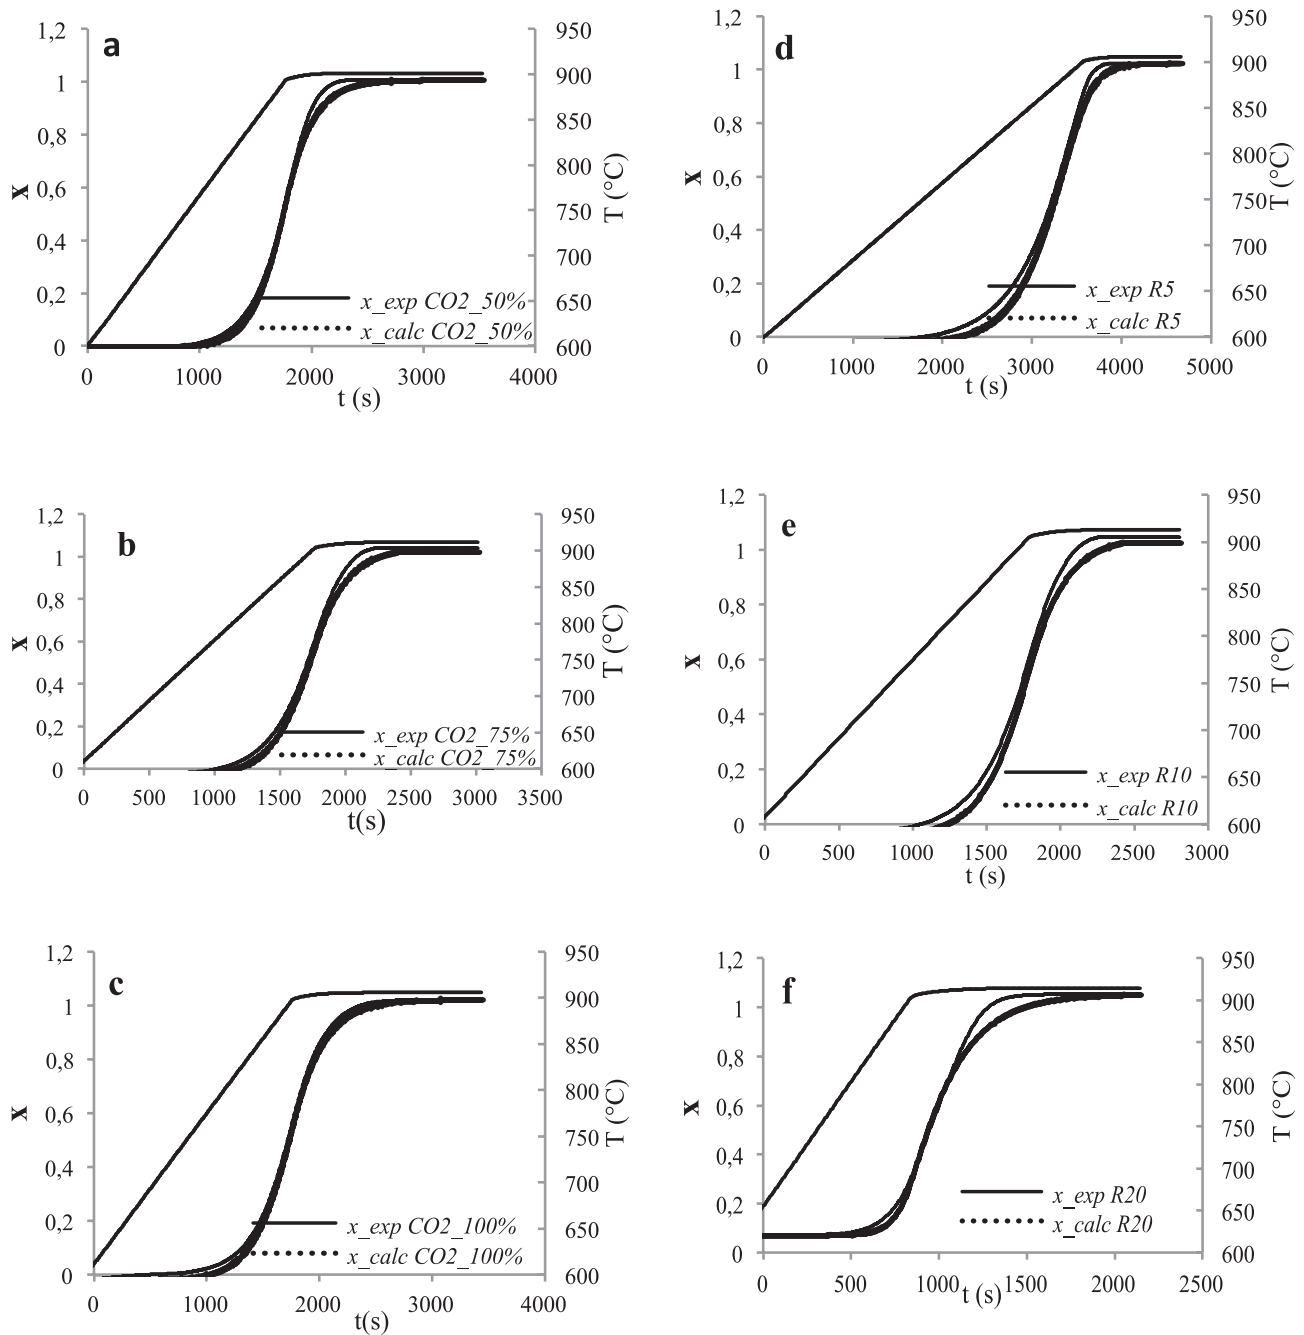 a
1,2
1
0,8
0,6
0,4
0,2
0
x
950
900
850
800
750
700
650
600
T (°C)
x_exp CO2_50%
x_calc CO2_50%
0 1000 2000 3000 4000
t (s)
d
1,2
1
0,8
0,6
0,4
0,2
0
x
950
900
850
800
750
700
650
600
T (°C)
x_exp R5
x_calc R5
0 1000 2000 3000 4000 5000
t (s)
b
1,2
1
0,8
0,6
0,4
0,2
0
x
950
900
850
800
750
700
650
600
T (°C)
x_exp CO2_75%
x_calc CO2_75%
0 500 1000 1500 2000 2500 3000 3500
t(s)
e
1,2
1
0,8
0,6
0,4
0,2
0
x
950
900
850
800
750
700
650
600
T (°C)
x_exp R10
x_calc R10
0 500 1000 1500 2000 2500 3000
t (s)
c
1,2
1
0,8
0,6
0,4
0,2
0
x
950
900
850
800
750
700
650
600
T (°C)
x_exp CO2_100%
x_calc CO2_100%
0 1000 2000 3000 4000
t(s)
f
1,2
1
0,8
0,6
0,4
0,2
0
x
950
900
850
800
750
700
650
600
T (°C)
x_exp R20
x_calc R20
0 500 1000 1500 2000 2500
t (s)